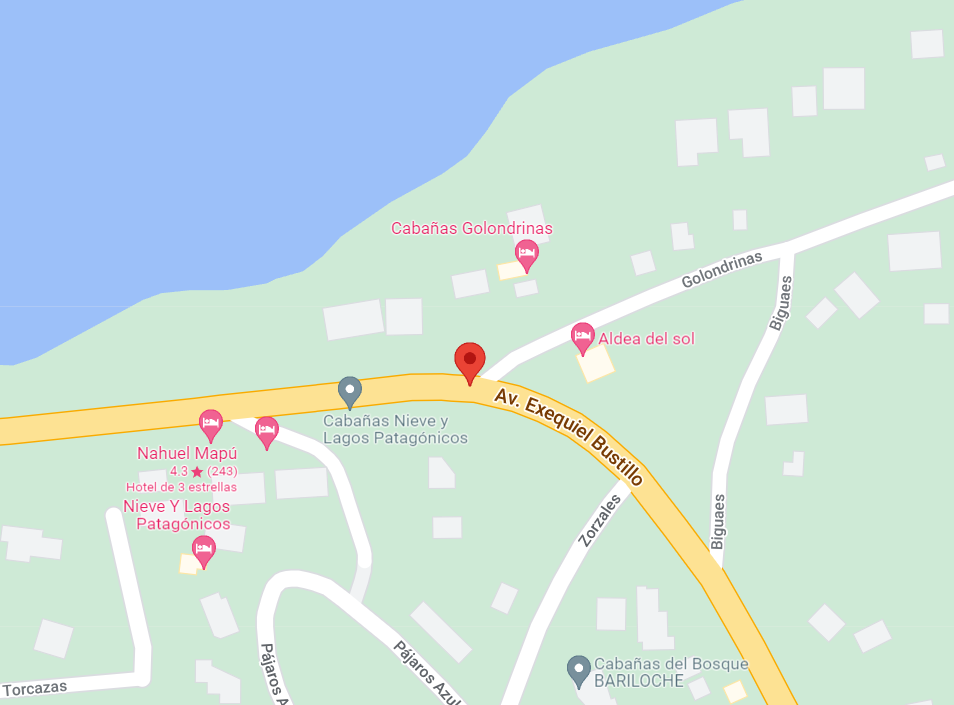 Cabañas Golondrinas
Golondrinas
Biguaes
Aldea del sol
Av. Exequiel Bustillo
Cabañas Nieve y
Lagos Patagónicos
Nahuel Mapú
4.3★ (243)
Hotel de 3 estrellas
Nieve Y Lagos
Patagónicos
Zorzales
Biguaes
Pájaros A
Pájaros Azul
Cabañas del Bosque
BARILOCHE
Torcazas